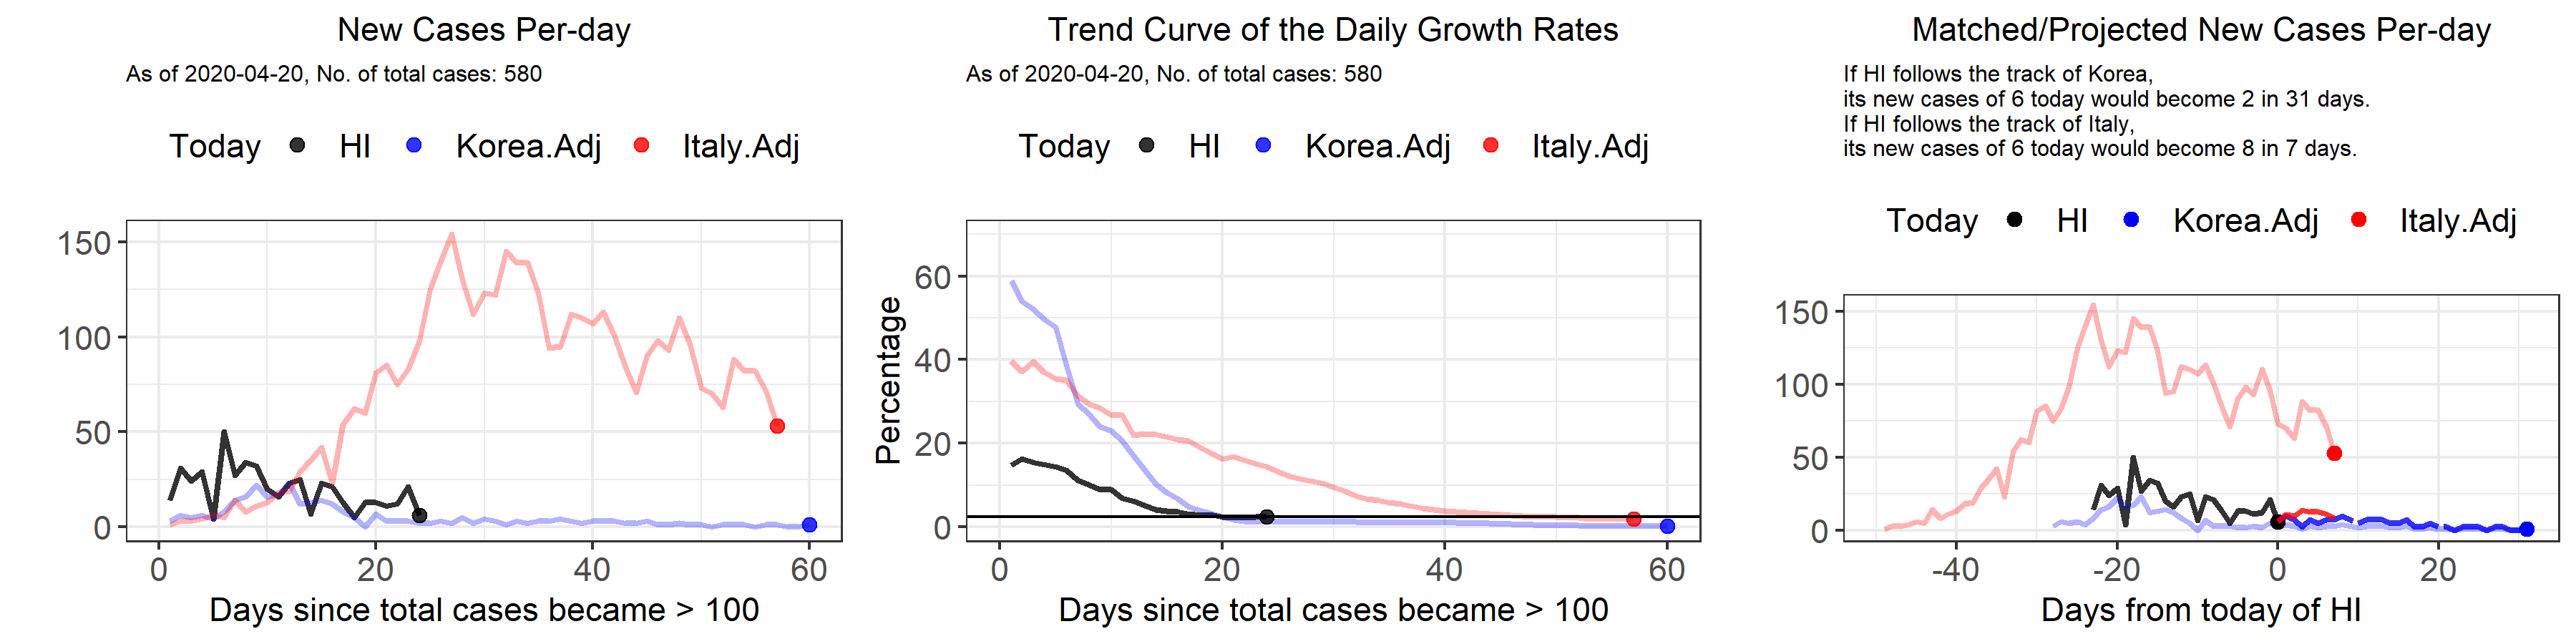 New Cases Per-day
As of 2020-04-20, No. of total cases: 580
Today HI Korea.Adj Italy.Adj
150
100
50
0
0 20 40 60
Days since total cases became > 100
Trend Curve of the Daily Growth Rates
As of 2020-04-20, No. of total cases: 580
Today HI Korea.Adj Italy.Adj
Percentage
60
40
20
0
0 20 40 60
Days since total cases became > 100
Matched/Projected New Cases Per-day
If HI follows the track of Korea,
its new cases of 6 today would become 2 in 31 days.
If HI follows the track of Italy,
its new cases of 6 today would become 8 in 7 days.
Today HI Korea.Adj Italy.Adj
150
100
50
0
-40 -20 0 20
Days from today of HI